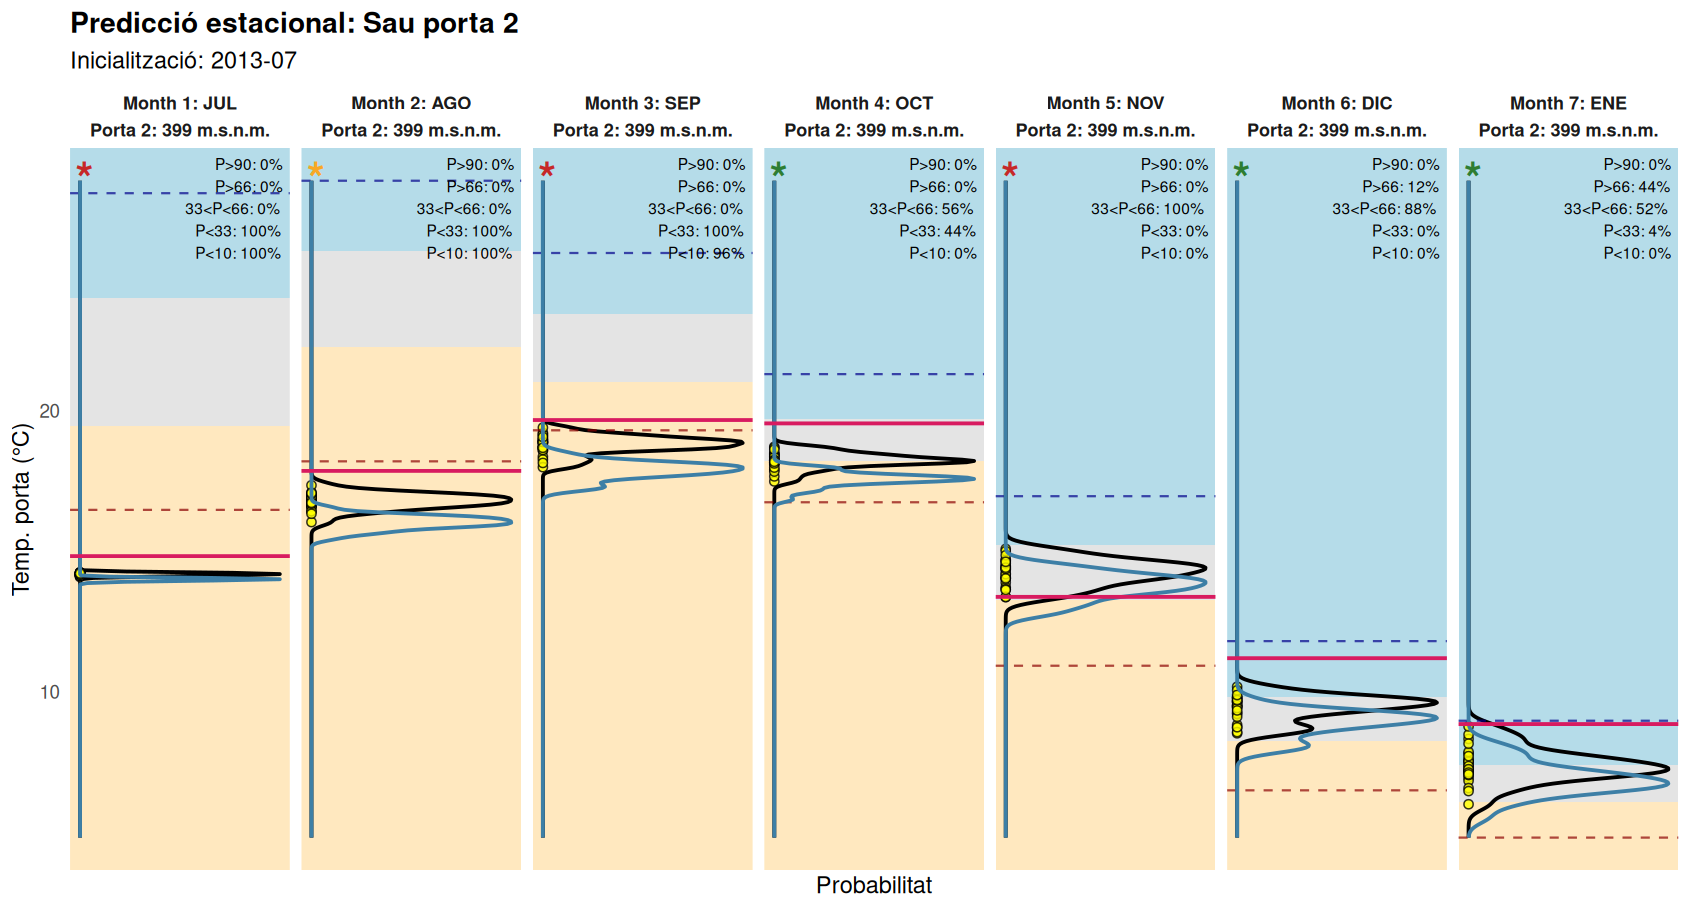 Predicció estacional: Sau porta 2
Inicialització: 2013-07
Month 1: JUL
Porta 2: 399 m.s.n.m.
Month 2: AGO
Porta 2: 399 m.s.n.m.
Month 3: SEP
Porta 2: 399 m.s.n.m.
Month 4: OCT
Porta 2: 399 m.s.n.m.
Month 5: NOV
Porta 2: 399 m.s.n.m.
Month 6: DIC
Porta 2: 399 m.s.n.m.
Month 7: ENE
Porta 2: 399 m.s.n.m.
*
P>90: 0%
P>66: 0%
33<P<66: 0%
P<33: 100%
P<10: 100%
*
P>90: 0%
P>66: 0%
33<P<66: 0%
P<33: 100%
P<10: 100%
*
P>90: 0%
P>66: 0%
33<P<66: 0%
P<33: 100%
P<10: 96%
*
P>90: 0%
P>66: 0%
33<P<66: 56%
P<33: 44%
P<10: 0%
*
P>90: 0%
P>66: 0%
33<P<66: 100%
P<33: 0%
P<10: 0%
*
P>90: 0%
P>66: 12%
33<P<66: 88%
P<33: 0%
P<10: 0%
*
P>90: 0%
P>66: 44%
33<P<66: 52%
P<33: 4%
P<10: 0%
20
10
Temp. porta (°C)
Probabilitat